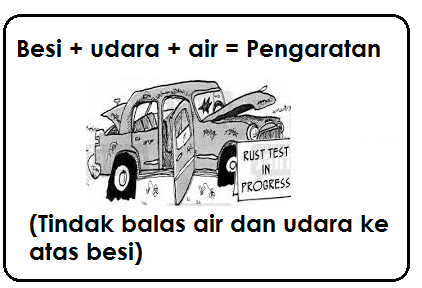 Besi + udara + air = Pengaratan
RUST TEST
IN
PROGRESS
(Tindak balas air dan udara ke
atas besi)